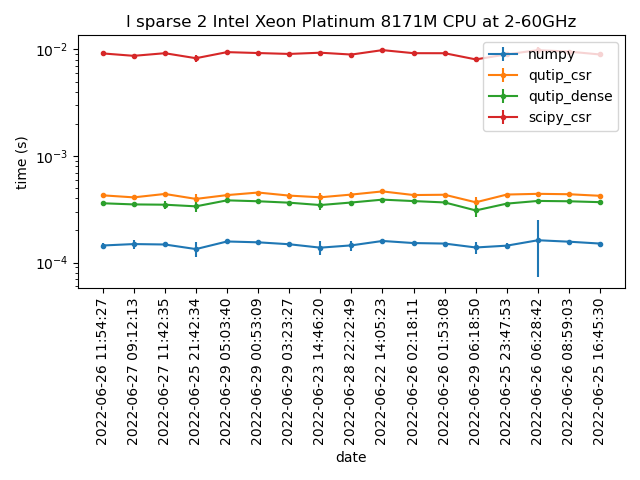 l sparse 2 Intel Xeon Platinum 8171M CPU at 2-60GHz
numpy
qutip_csr
qutip_dense
scipy_csr
time (s)
10⁻²
10⁻³
10⁻⁴
2022-06-26 11:54:27
2022-06-27 09:12:13
2022-06-27 11:42:35
2022-06-25 21:42:34
2022-06-29 05:03:40
2022-06-29 00:53:09
2022-06-29 03:23:27
2022-06-23 14:46:20
2022-06-28 22:22:49
2022-06-22 14:05:23
2022-06-26 02:18:11
2022-06-26 01:53:08
2022-06-29 06:18:50
2022-06-25 23:47:53
2022-06-26 06:28:42
2022-06-26 08:59:03
2022-06-25 16:45:30
date